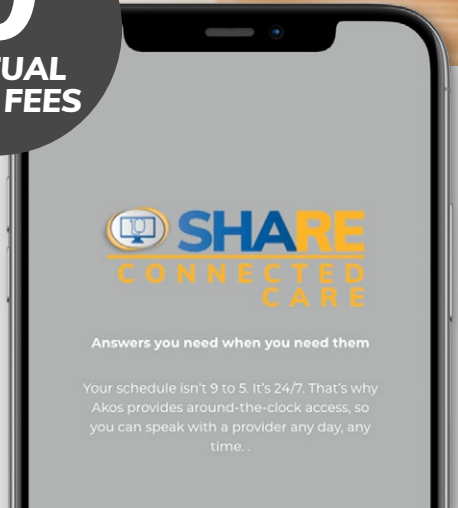 FEES
SHARE
CONNECTED
CARE
Answers you need when you need them
Your schedule isn't 9 to 5. It's 24/7. That's why
Akos provides around-the-clock access, so
you can speak with a provider any day, any
time. .